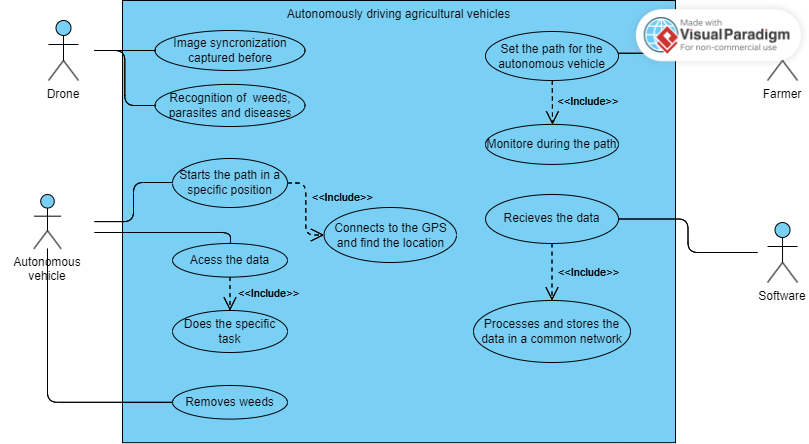 Autonomously driving agricultural vehicles
Made with
VisualParadigm
For non-commercial use
Image syncronization
captured before
Set the path for the
autonomous vehicle
Drone
Farmer
Recognition of weeds,
parasites and diseases
<<Include>>
Monitore during the path
Starts the path in a
specific position
<<Include>>
Connects to the GPS
and find the location
Recieves the data
Autonomous
vehicle
Acess the data
<<Include>>
<<Include>>
Software
Does the specific
task
Processes and stores the
data in a common network
Removes weeds